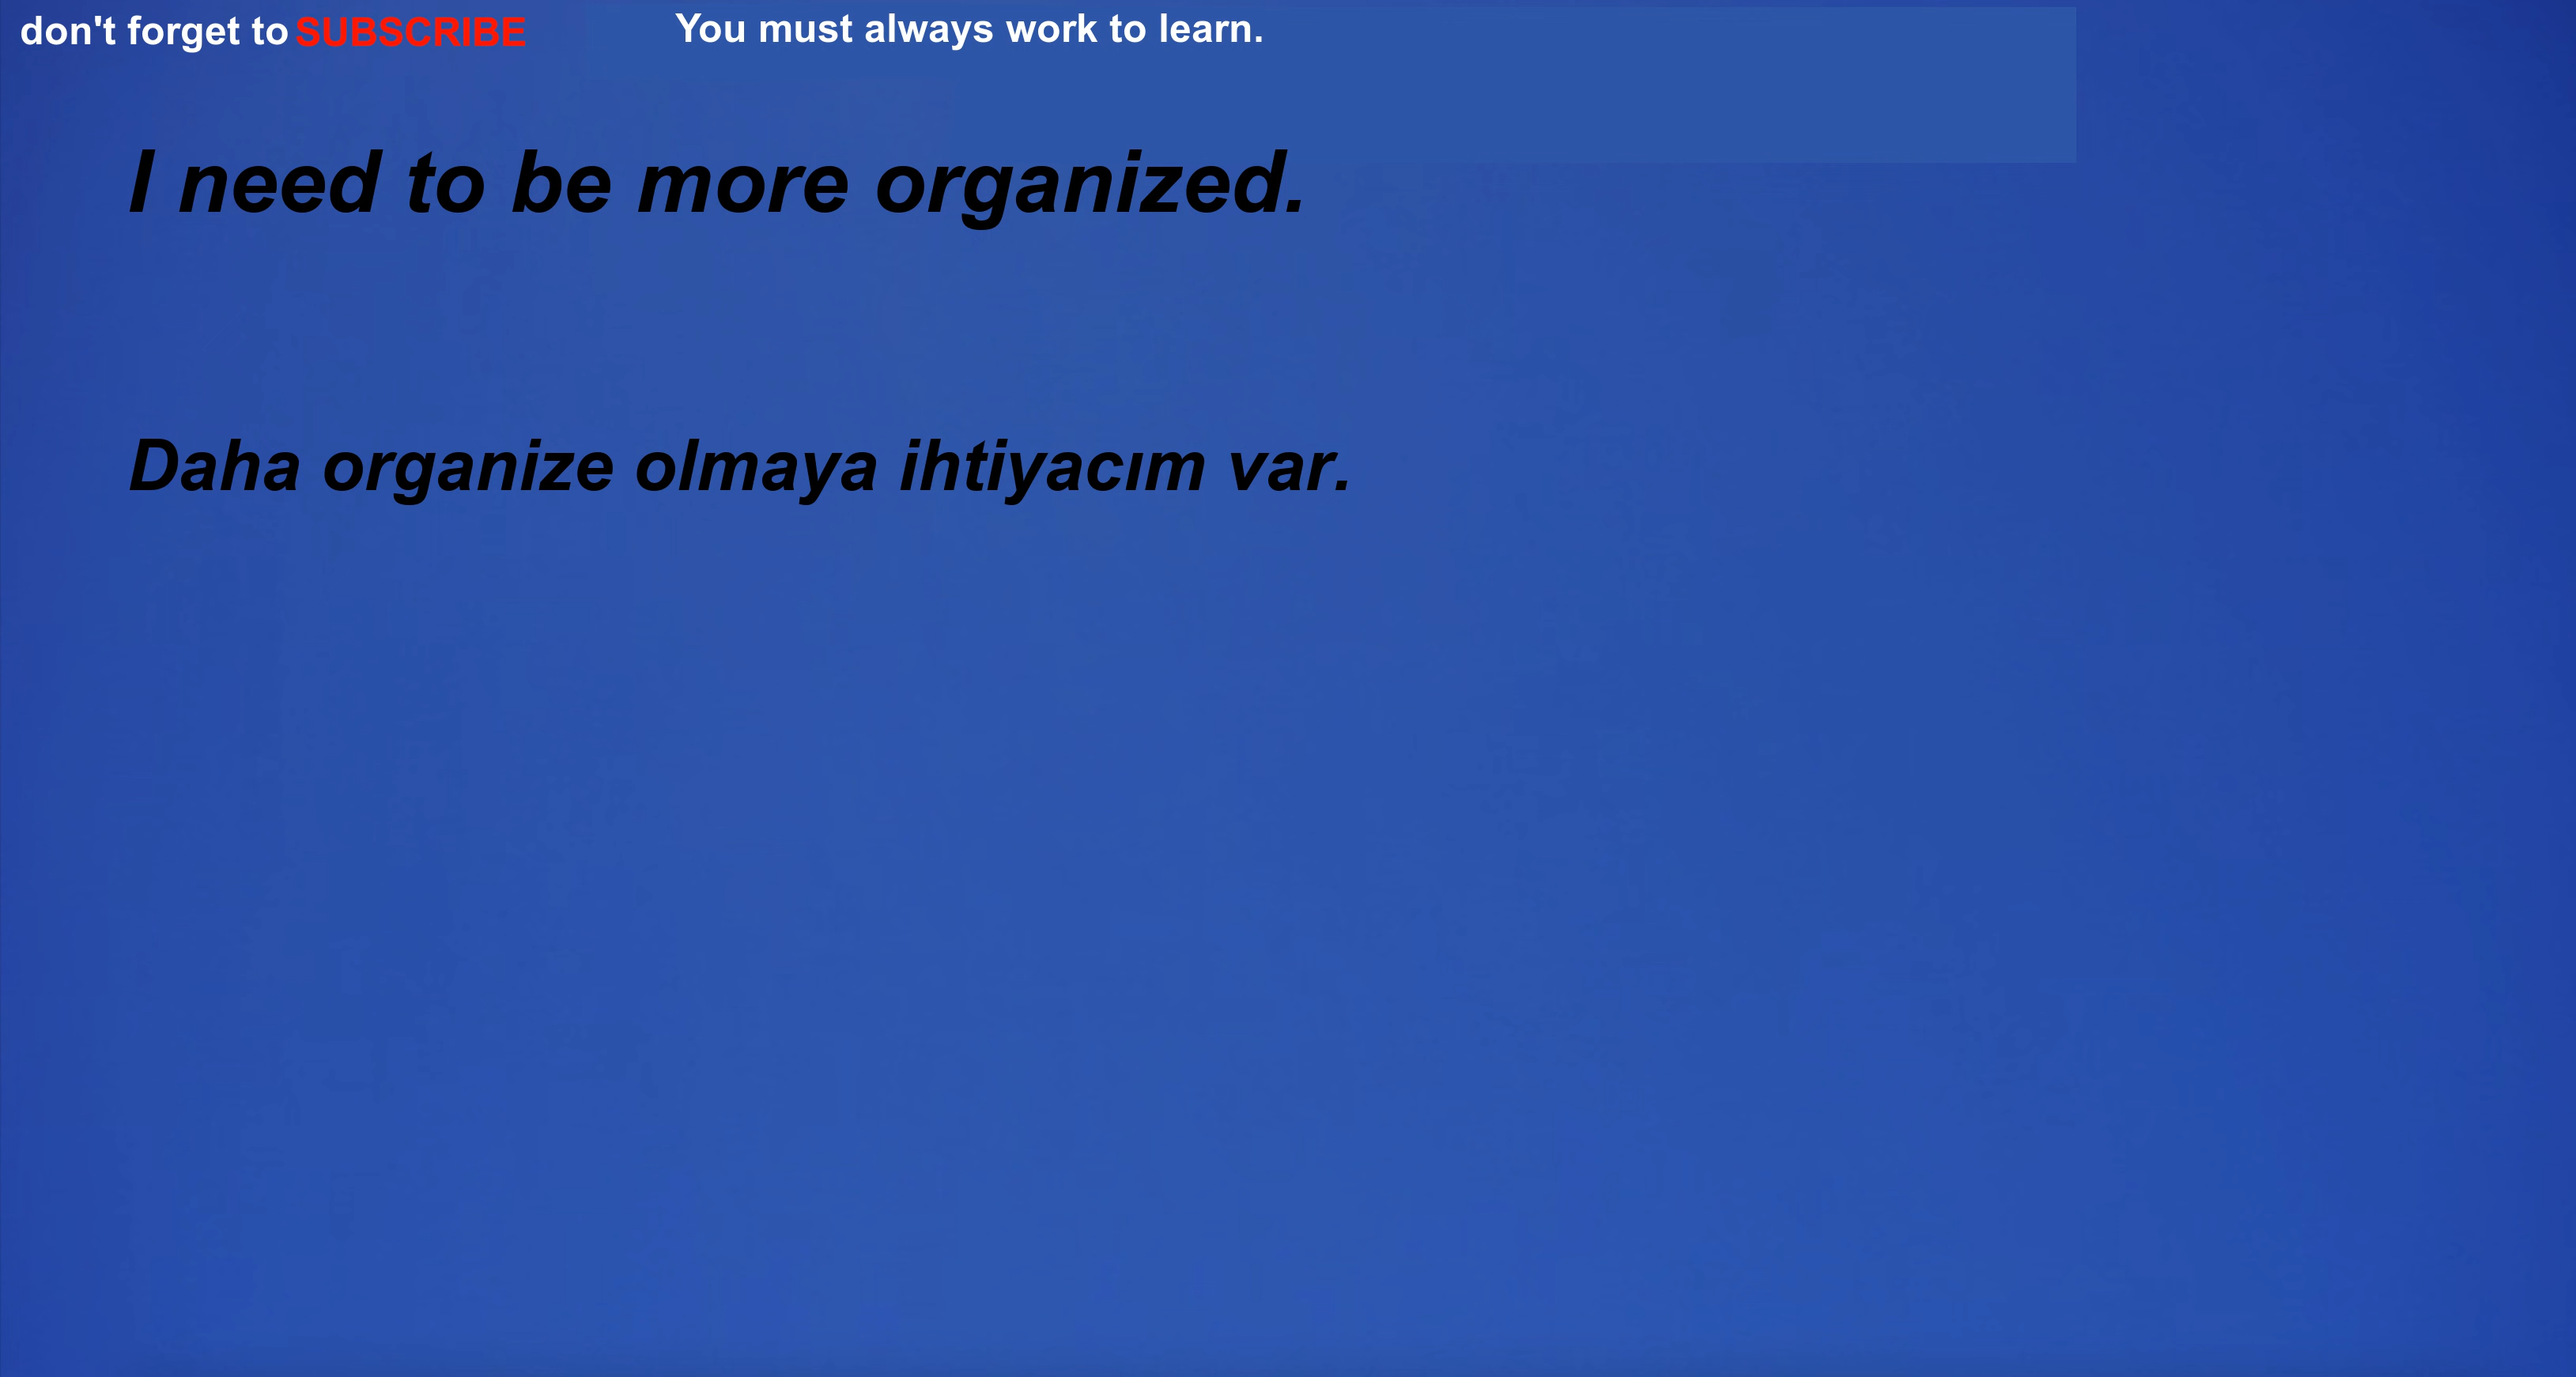 don't forget to SUBSCRIBE You must always work to learn.
I need to be more organized.
Daha organize olmaya ihtiyacım var.